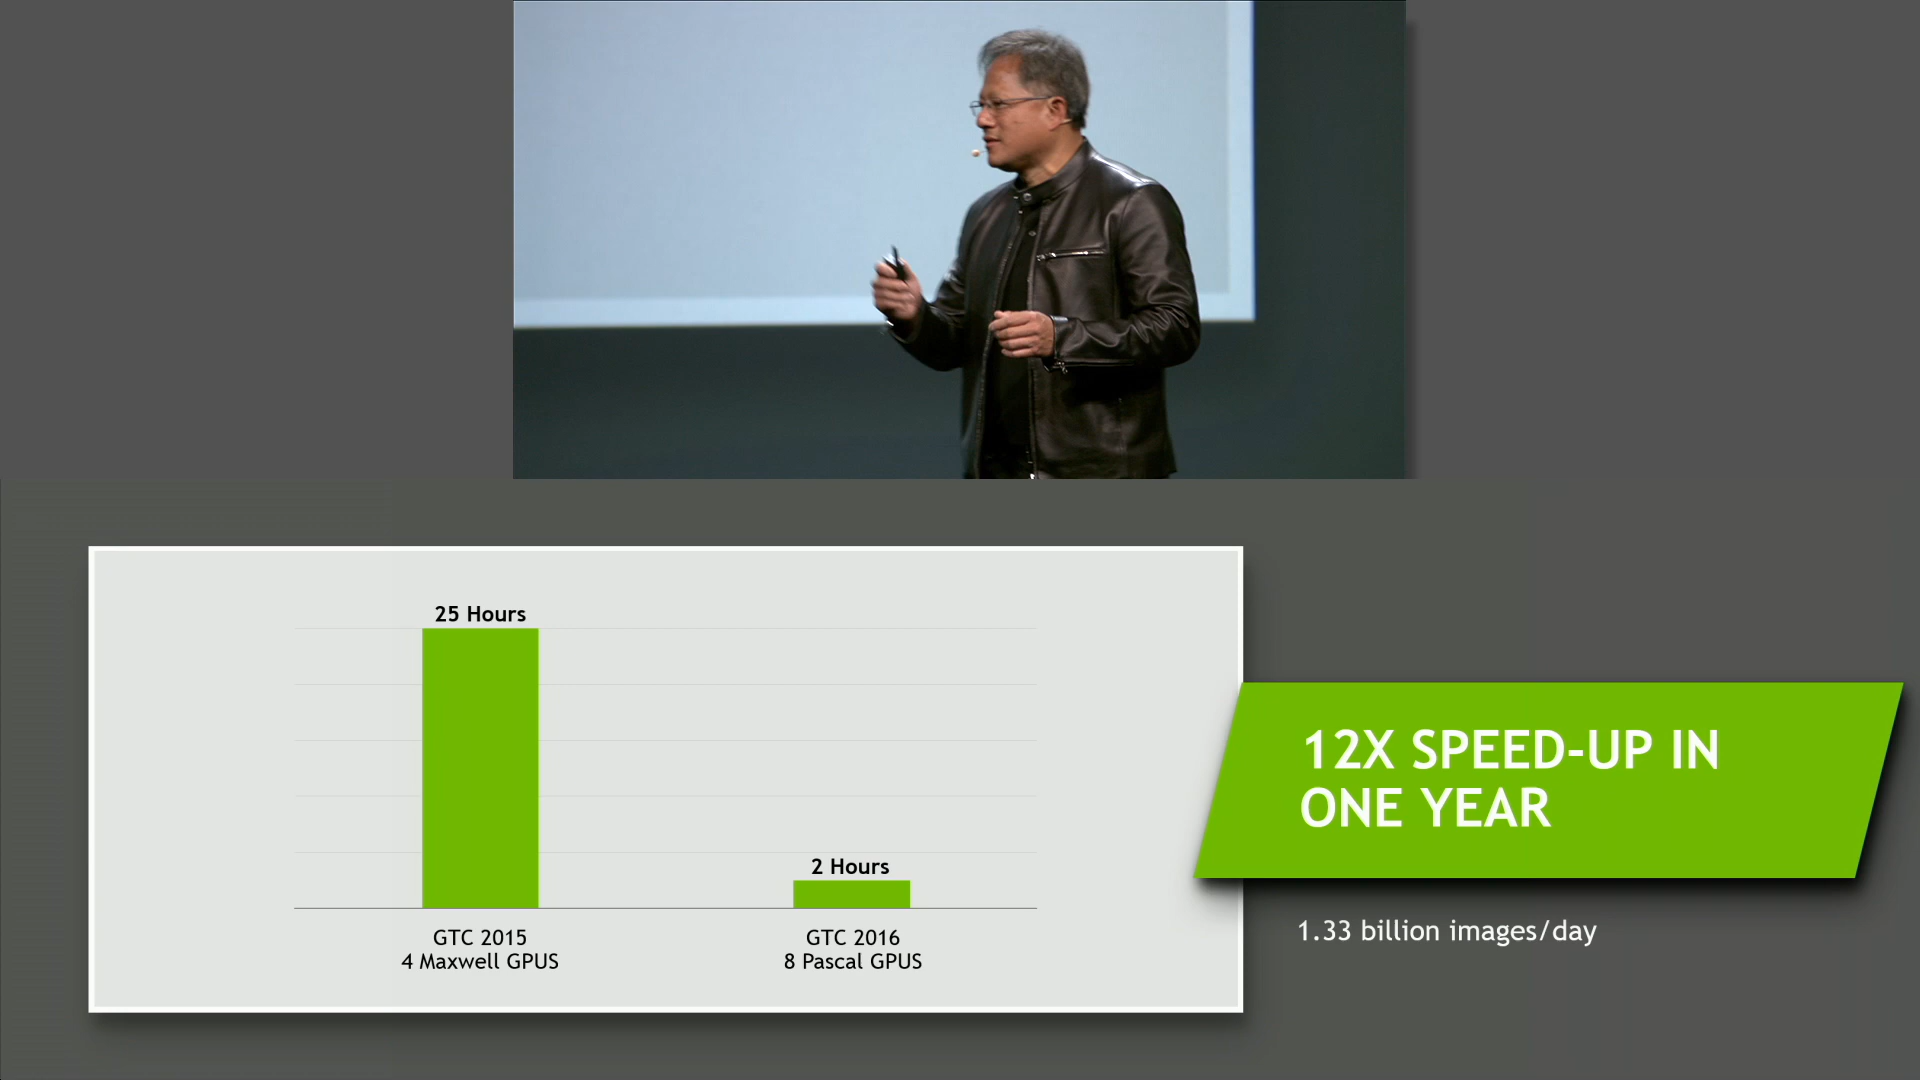 25 Hours
2 Hours
GTC 2015
4 Maxwell GPUS
GTC 2016
8 Pascal GPUS
12X SPEED-UP IN
ONE YEAR
1.33 billion images/day